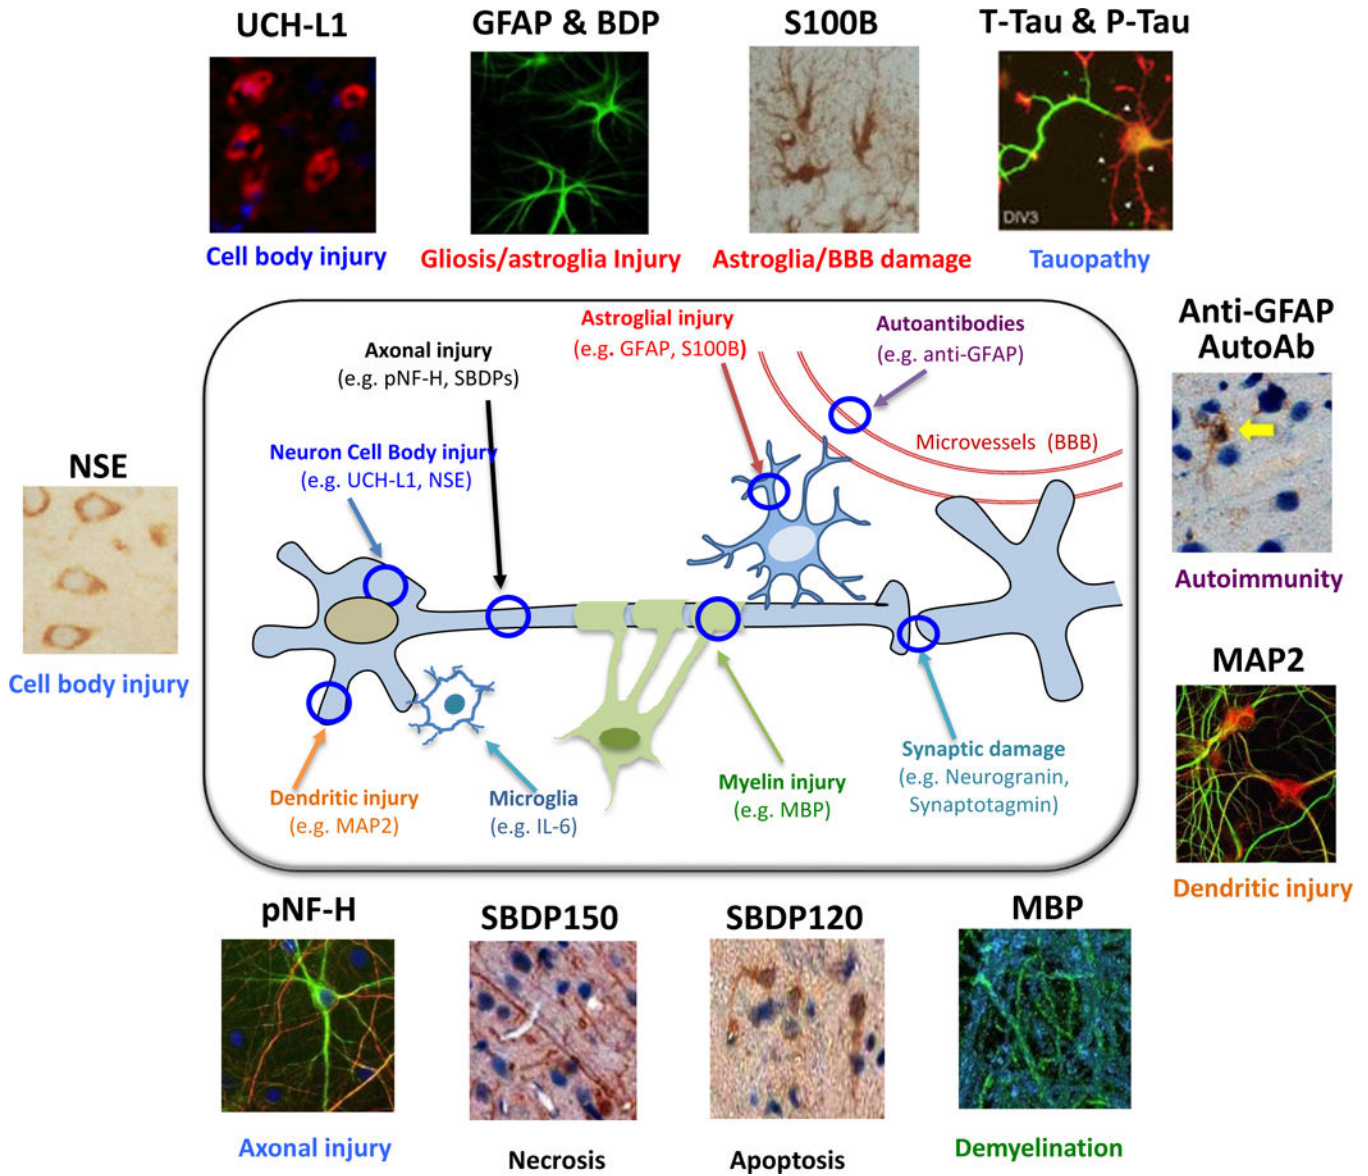 UCH-L1
GFAP & BDP
S100B
T-Tau & P-Tau
DIV3
Cell body injury
Gliosis/astroglia Injury
Astroglia/BBB damage
Tauopathy
Anti-GFAP
AutoAb
Autoimmunity
NSE
Cell body injury
Axonal injury
(e.g. pNF-H, SBDPs)
Astroglial injury
(e.g. GFAP, S100B)
Autoantibodies
(e.g. anti-GFAP)
Microvessels (BBB)
Neuron Cell Body injury
(e.g. UCH-L1, NSE)
Dendritic injury
(e.g. MAP2)
Microglia
(e.g. IL-6)
Myelin injury
(e.g. MBP)
Synaptic damage
(e.g. Neurogranin,
Synaptotagmin)
MAP2
Dendritic injury
pNF-H
SBDP150
SBDP120
MBP
Axonal injury
Necrosis
Apoptosis
Demyelination